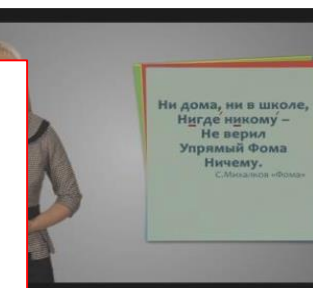 Ни дома, ни в школе,
Нигде никому –
Не верил
Упрямый Фома
Ничему.
С.Михалков «Фома»